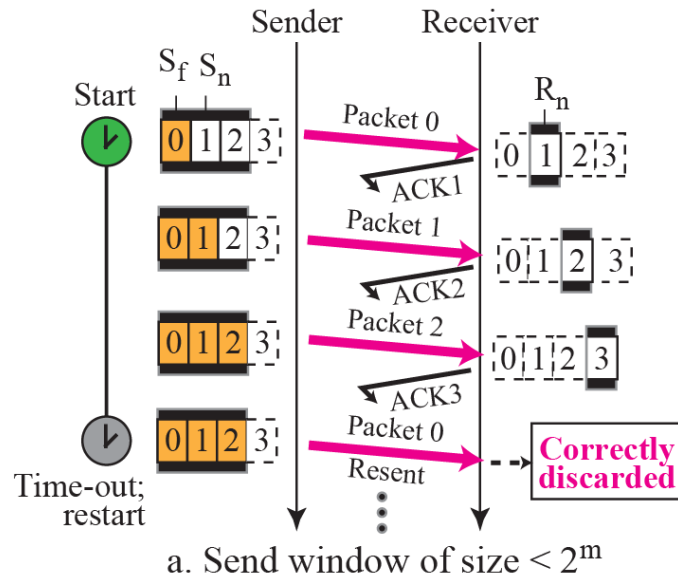 Sender Receiver
Sf Sn
Start
0 1 2 3
Packet 0
Rn
0 1 2 3
ACK1
0 1 2 3
Packet 1
0 1 2 3
ACK2
0 1 2 3
Packet 2
0 1 2 3
ACK3
0 1 2 3
Packet 0
Resent
Correctly
discarded
Time-out;
restart
a. Send window of size < 2^m